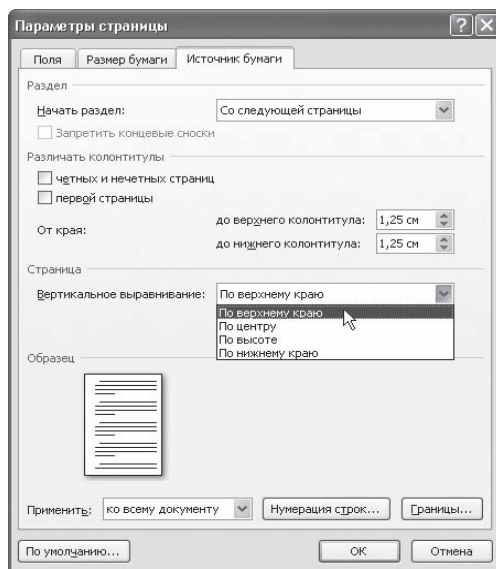 Параметры страницы
Поля Размер бумаги Источник бумаги
Раздел
Начать раздел: Со следующей страницы
Запретить концевые сноски
Различать колонтитулы
четных и нечетных страниц
первой страницы
От края:
до верхнего колонтитула: 1,25 см
до нижнего колонтитула: 1,25 см
Страница
Вертикальное выравнивание: По верхнему краю
По верхнему краю
По центру
По высоте
По нижнему краю
Образец
Применить: ко всему документу Нумерация строк... Границы...
По умолчанию... ОК Отмена